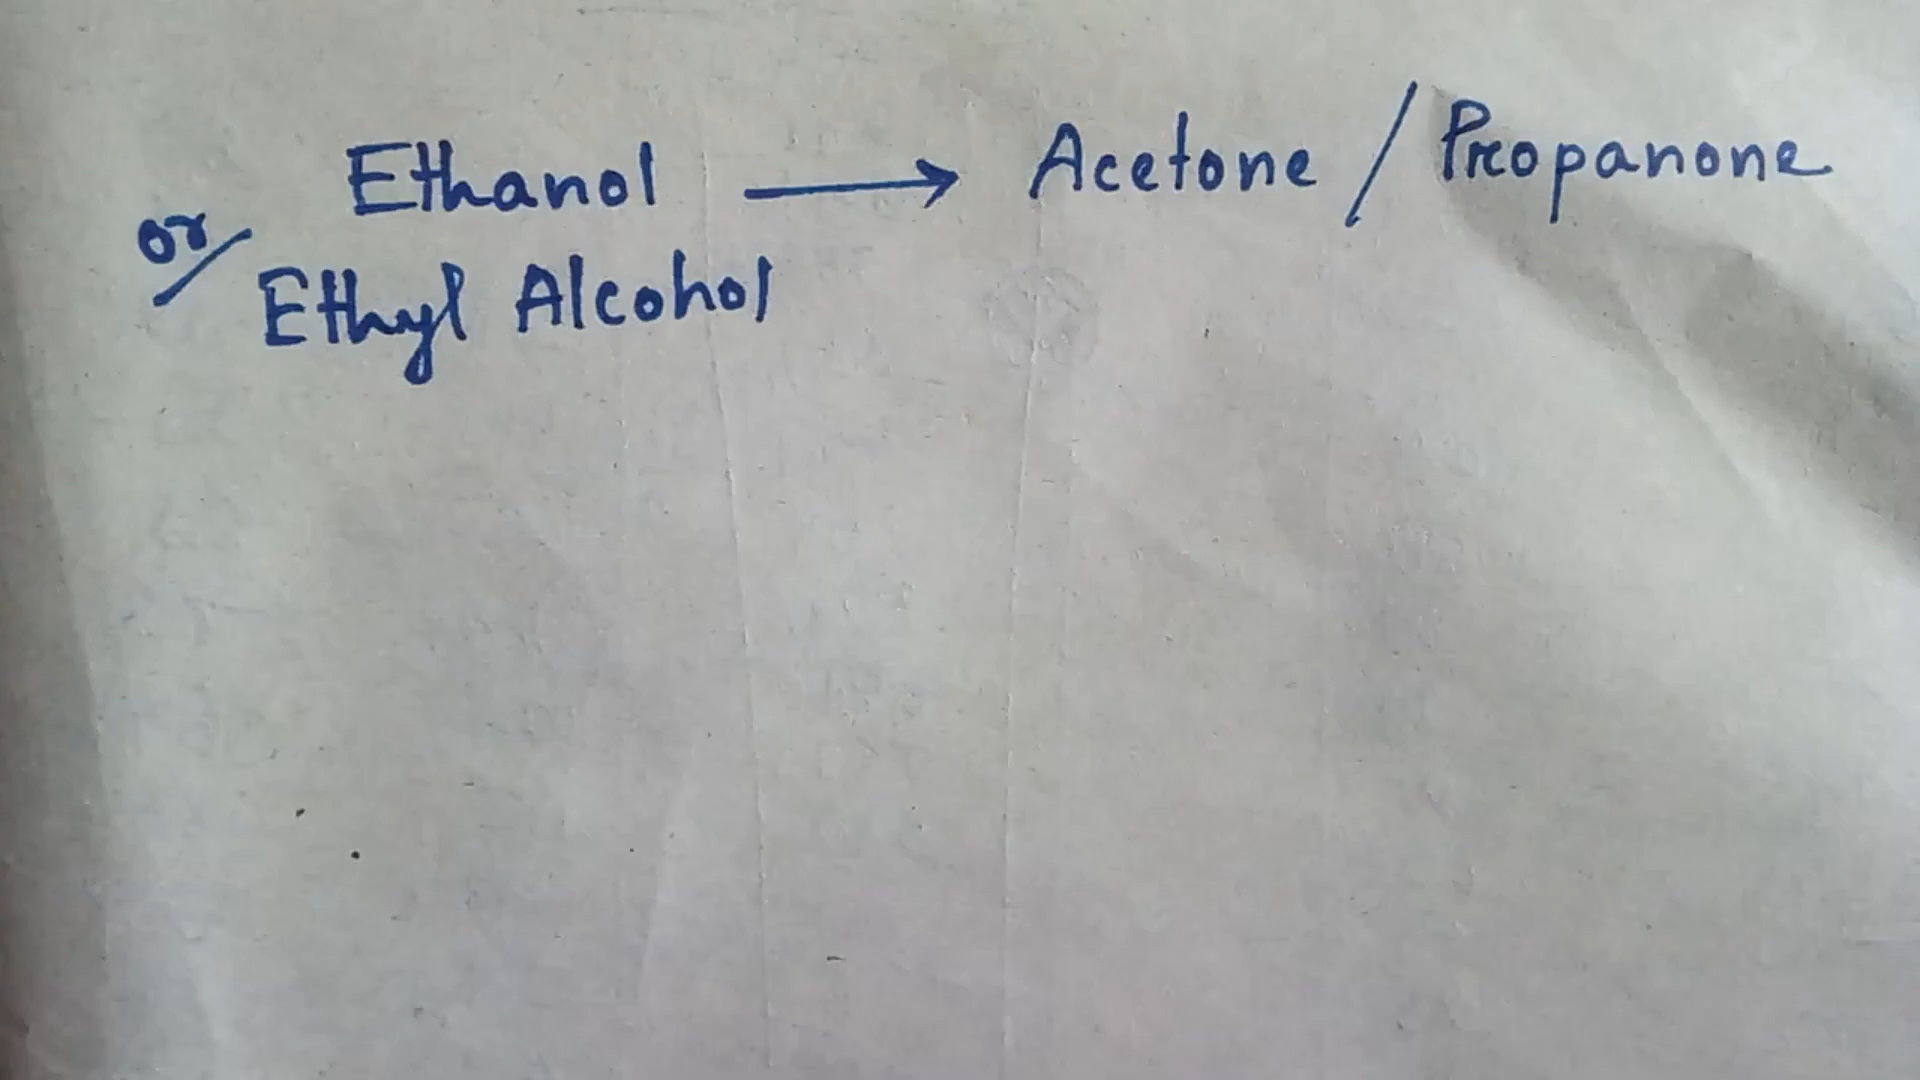 Ethanol → Acetone / Propanone
or/ Ethyl Alcohol